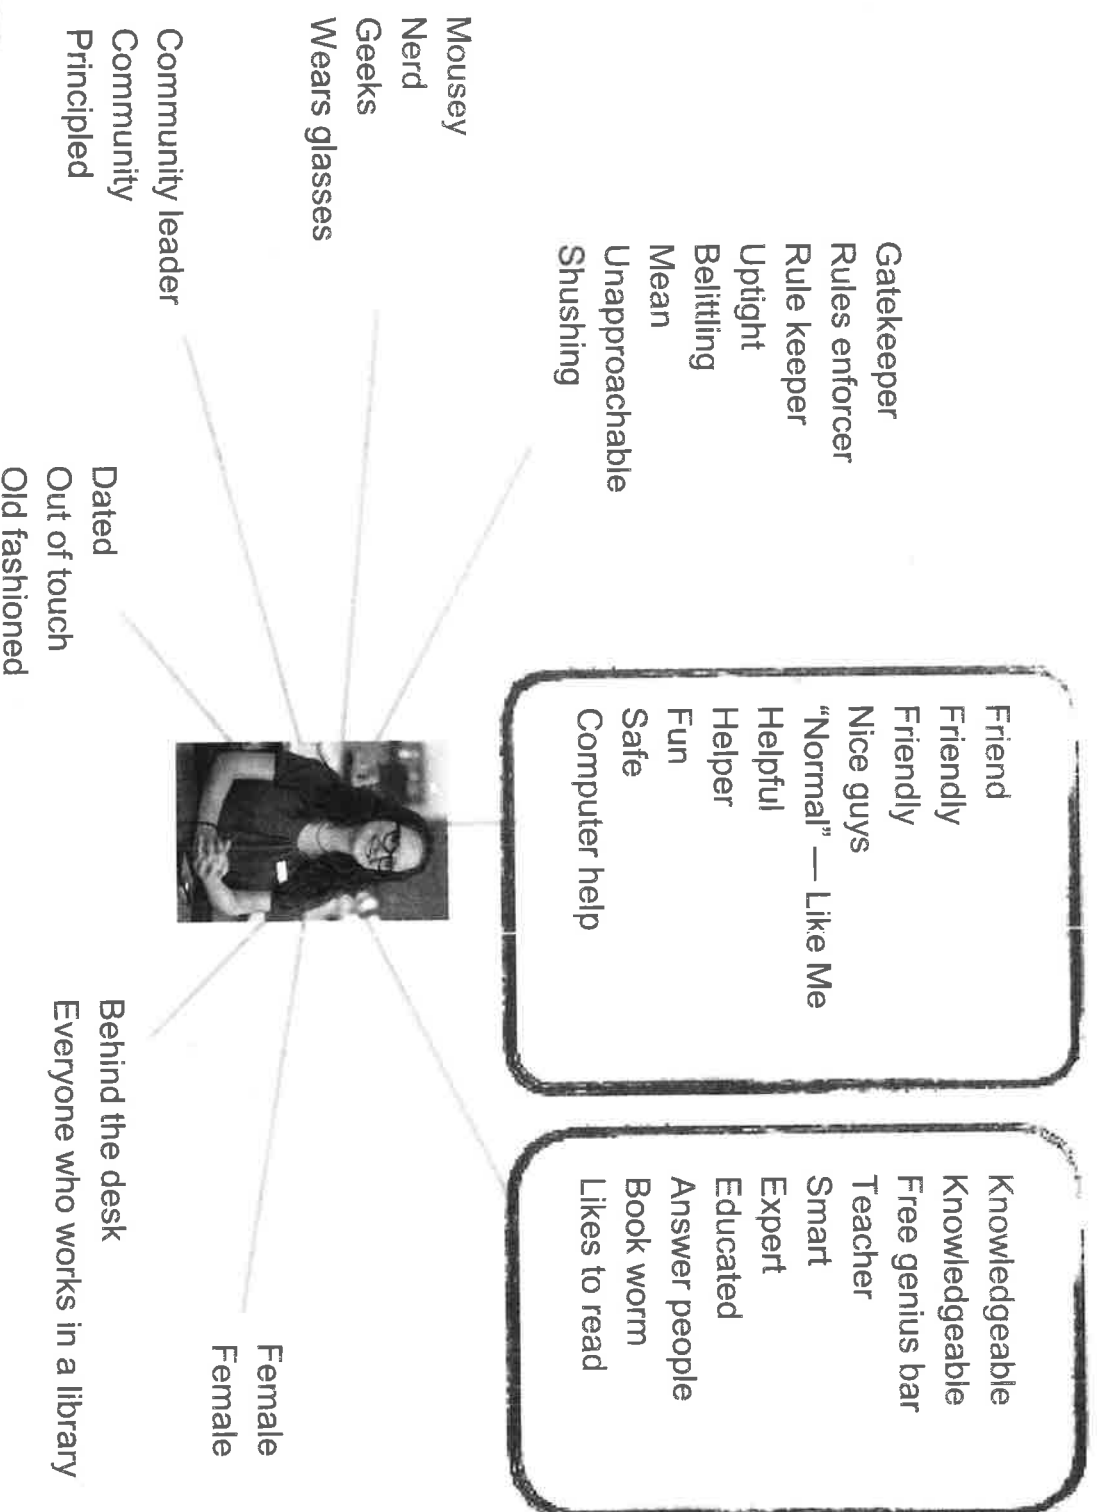 Gatekeeper
Rules enforcer
Rule keeper
Uptight
Belittling
Mean
Unapproachable
Shushing
Friend
Friendly
Friendly
Nice guys
“Normal” — Like Me
Helpful
Helper
Fun
Safe
Computer help
Knowledgeable
Knowledgeable
Free genius bar
Teacher
Smart
Expert
Educated
Answer people
Book worm
Likes to read
Mousey
Nerd
Geeks
Wears glasses
Community leader
Community
Principled
Dated
Out of touch
Old fashioned
Behind the desk
Everyone who works in a library
Female
Female